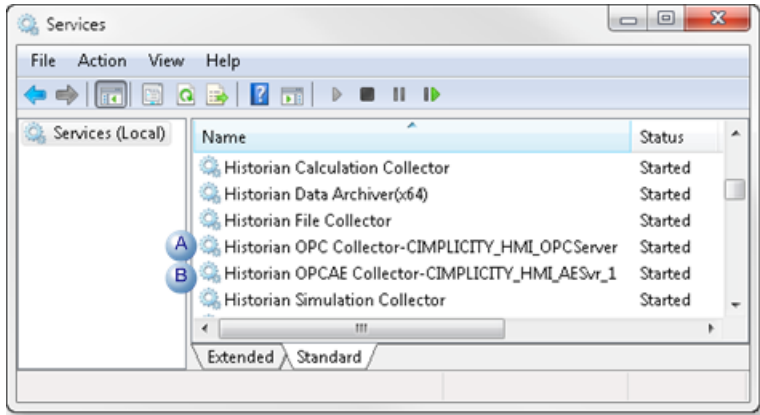 Services
File Action View Help
Services (Local)
Name Status
Historian Calculation Collector Started
Historian Data Archiver(x64) Started
Historian File Collector Started
A Historian OPC Collector-CIMPLICITY_HMI_OPCServer Started
B Historian OPCAE Collector-CIMPLICITY_HMI_AESvr_1 Started
Historian Simulation Collector Started
Extended Standard